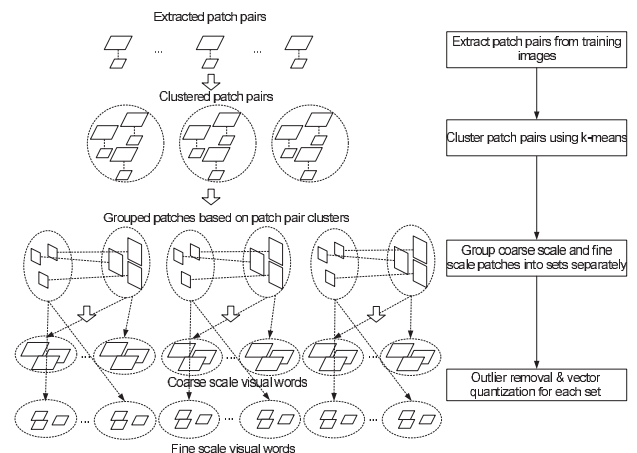 Extracted patch pairs
... ...
Clustered patch pairs
Grouped patches based on patch pair clusters
... ... ...
Coarse scale visual words
... ... ...
Fine scale visual words
Extract patch pairs from training
images
Cluster patch pairs using k-means
Group coarse scale and fine
scale patches into sets separately
Outlier removal & vector
quantization for each set